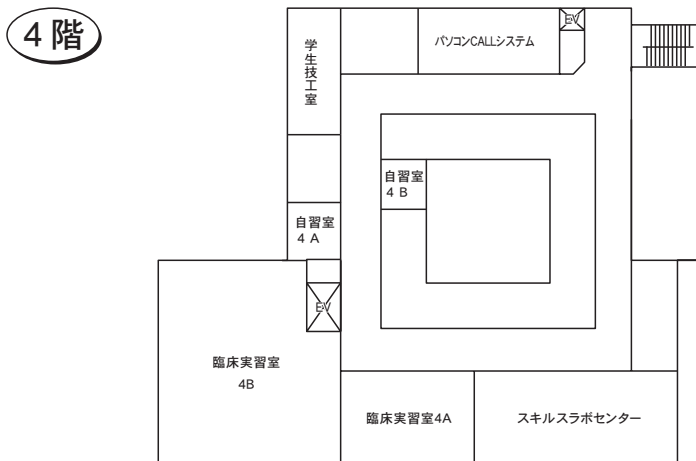 4階
学生技工室
パソコンCALLシステム
EV
自習室
4 B
自習室
4 A
EV
臨床実習室
4B
臨床実習室4A
スキルスラボセンター